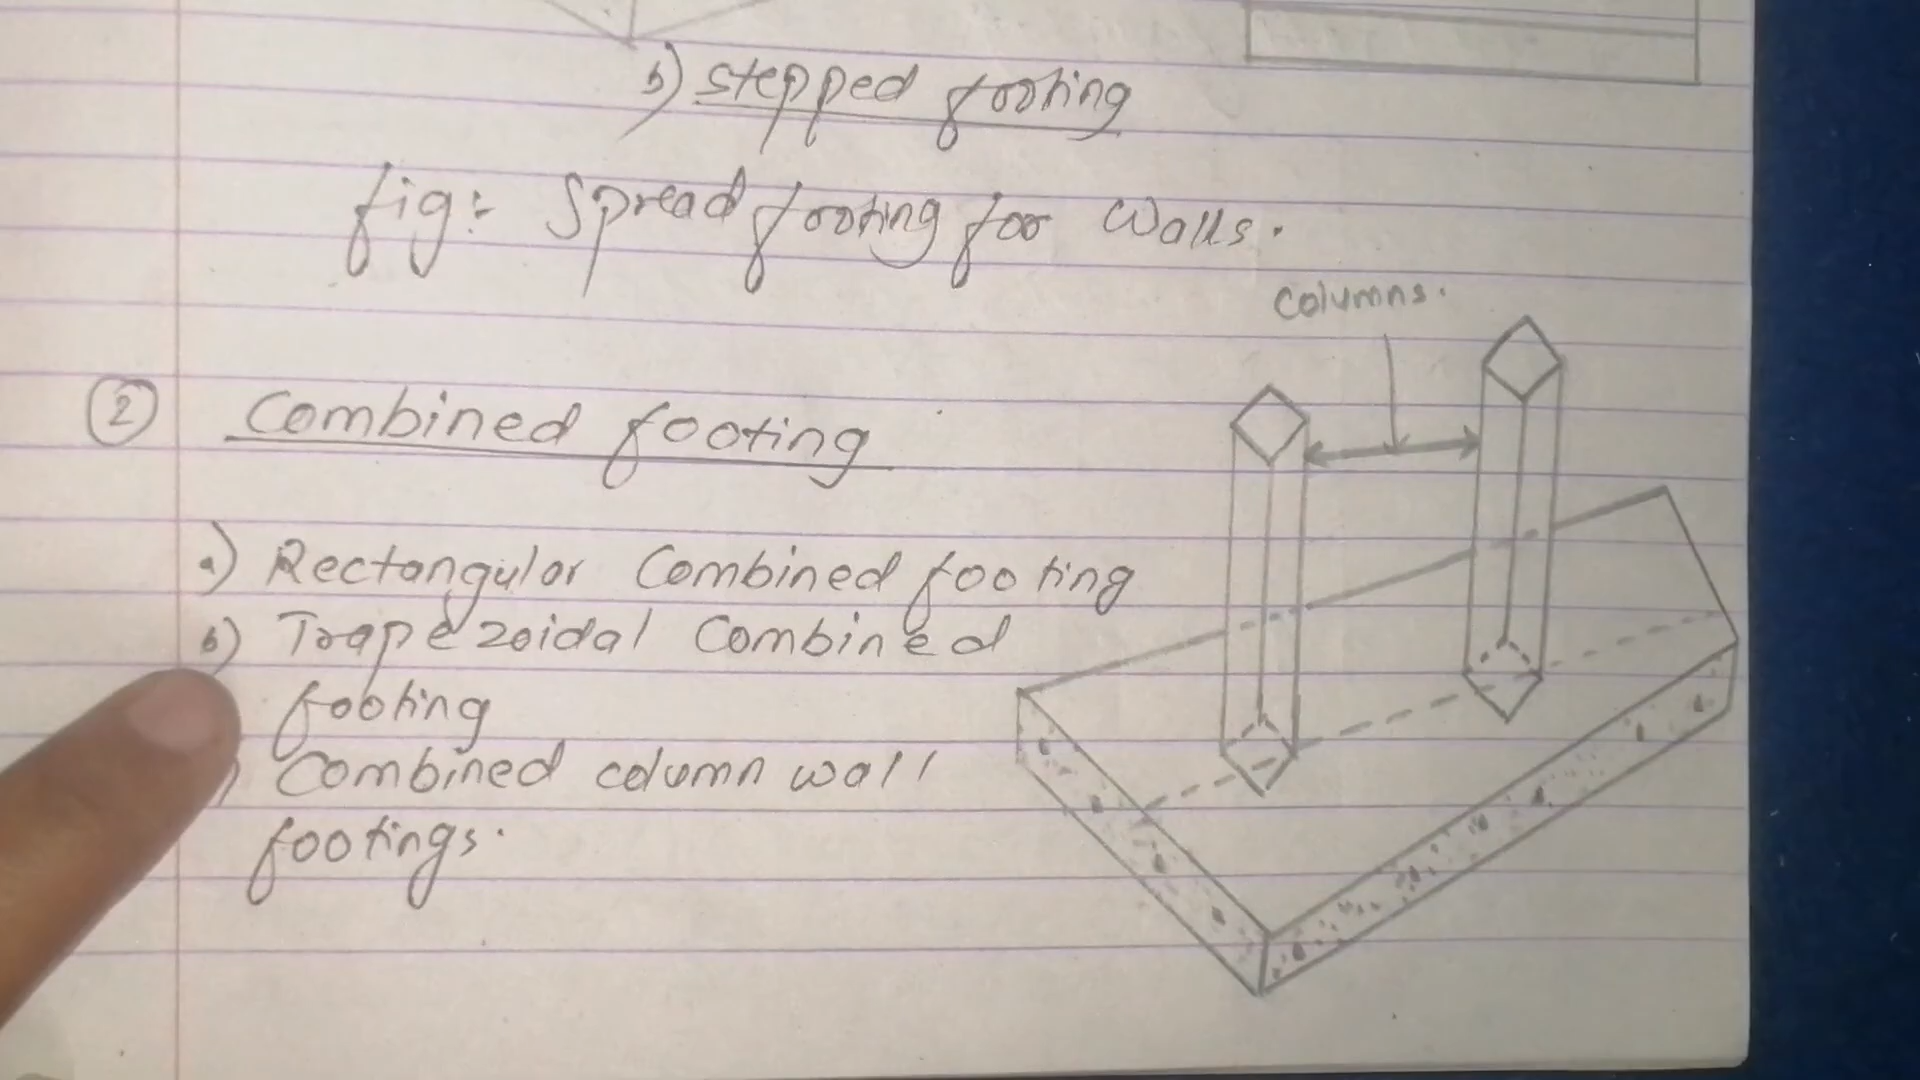 b) stepped footing
fig:- Spread footing for Walls.
Columns.
② Combined footing
a) Rectangular Combined footing
b) Trapezoidal Combined
footing
) Combined column wall
footings.